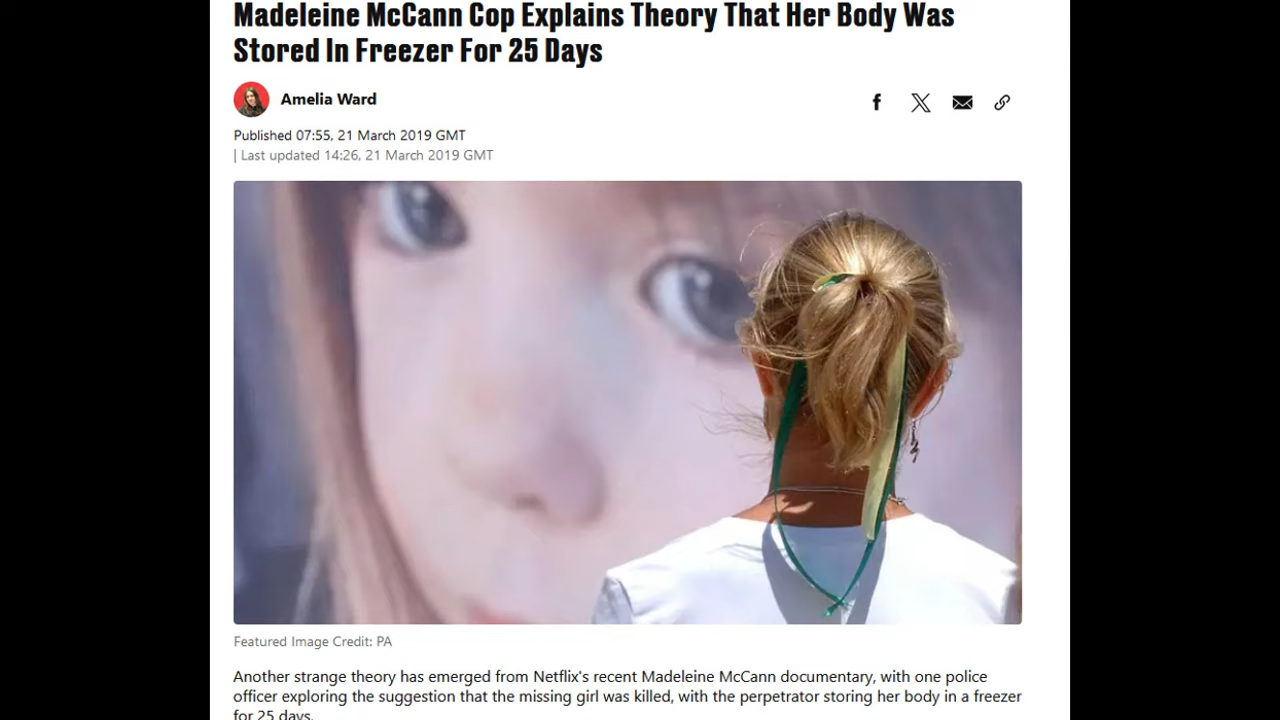 Madeleine McCann Cop Explains Theory That Her Body Was
Stored In Freezer For 25 Days
Amelia Ward
Published 07:55, 21 March 2019 GMT
| Last updated 14:26, 21 March 2019 GMT
Featured Image Credit: PA
Another strange theory has emerged from Netflix's recent Madeleine McCann documentary, with one police
officer exploring the suggestion that the missing girl was killed, with the perpetrator storing her body in a freezer
for 25 days.